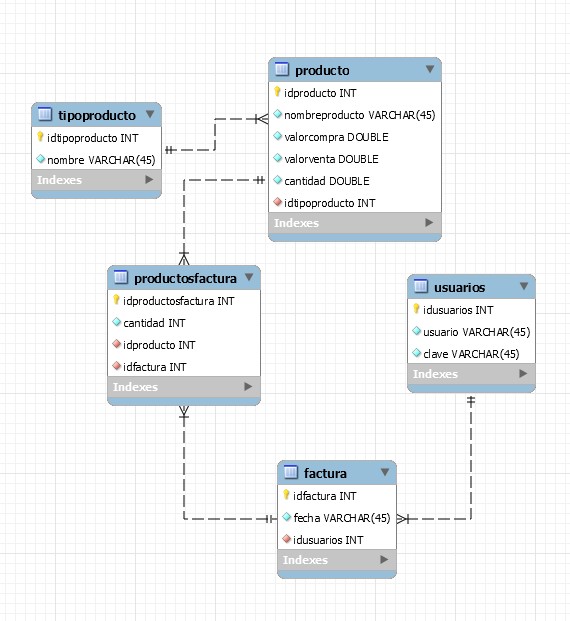 producto
idproducto INT
nombreproducto VARCHAR(45)
valorcompra DOUBLE
valorventa DOUBLE
cantidad DOUBLE
idtipoproducto INT
Indexes
tipoproducto
idtipoproducto INT
nombre VARCHAR(45)
Indexes
productosfactura
idproductosfactura INT
cantidad INT
idproducto INT
idfactura INT
Indexes
usuarios
idusuarios INT
usuario VARCHAR(45)
clave VARCHAR(45)
Indexes
factura
idfactura INT
fecha VARCHAR(45)
idusuarios INT
Indexes